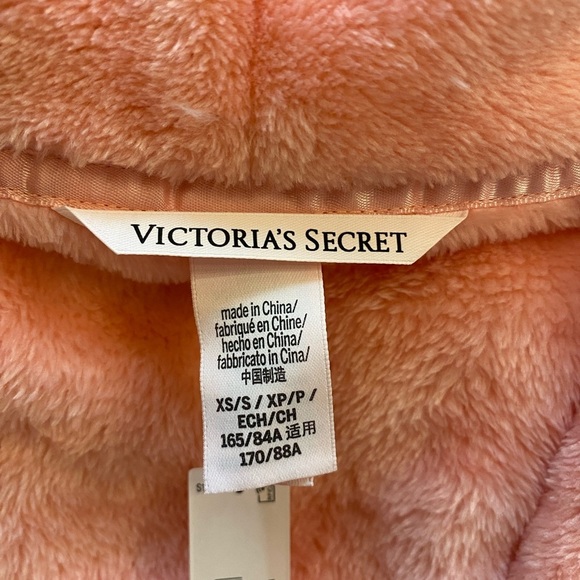 VICTORIA'S SECRET
made in China/
fabriqué en Chine/
hecho en China/
fabbricato in Cina/
中国制造
XS/S / XP/P /
ECH/CH
165/84A 适用
170/88A